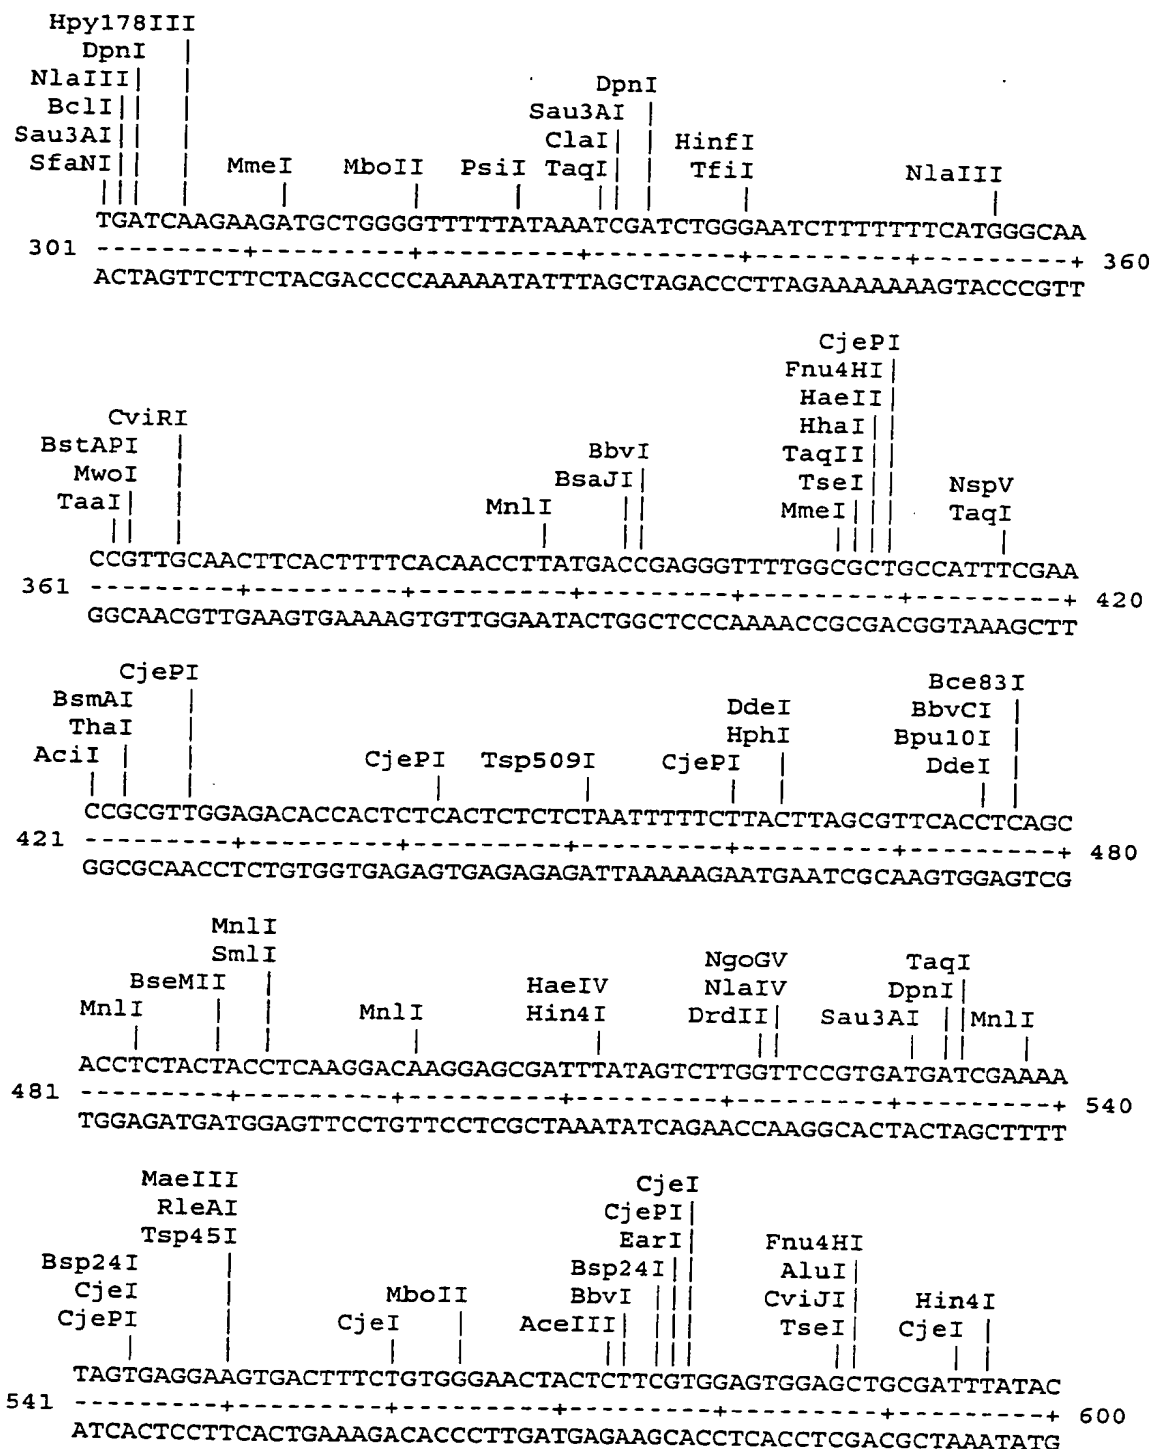 Hpy178III
DpnI
NlaIII
BclI DpnI
Sau3AI Sau3AI
SfaNI MmeI MboII PsiI ClaI TaqI HinfI TfiI NlaIII
TGATCAAGAAGATGCTGGGGTTTTTATAAATCGATCTGGGAATCTTTTTTTCATGGGCAA
301 ---------+---------+---------+---------+---------+---------+ 360
ACTAGTTCTTCTACGACCCCAAAAATATTTAGCTAGACCCTTAGAAAAAAAGTACCCGTT
CjePI
Fnu4HI
HaeII
CviRI HhaI
BstAPI BbvI TaqII
MwoI BsaJI TseI NspV
TaaI MnlI MmeI TaqI
CCGTTGCAACTTCACTTTTCACAACCTTATGACCGAGGGTTTTGGCGCTGCCATTTCGAA
361 ---------+---------+---------+---------+---------+---------+ 420
GGCAACGTTGAAGTGAAAAGTGTTGGAATACTGGCTCCCAAAACCGCGACGGTAAAGCTT
CjePI Bce83I
BsmAI DdeI BbvCI
ThaI HphI Bpu10I
AciI CjePI Tsp509I CjePI DdeI
CCGCGTTGGAGACACCACTCTCACTCTCTCTAATTTTTCTTACTTAGCGTTCACCTCAGC
421 ---------+---------+---------+---------+---------+---------+ 480
GGCGCAACCTCTGTGGTGAGAGTGAGAGAGATTAAAAAGAATGAATCGCAAGTGGAGTCG
MnlI
SmlI NgoGV TaqI
BseMII HaeIV NlaIV DpnI
MnlI MnlI Hin4I DrdII Sau3AI MnlI
ACCTCTACTACCTCAAGGACAAGGAGCGATTTATAGTCTTGGTTCCGTGATGATCGAAAA
481 ---------+---------+---------+---------+---------+---------+ 540
TGGAGATGATGGAGTTCCTGTTCCTCGCTAAATATCAGAACCAAGGCACTACTAGCTTTT
MaeIII CjeI
RleAI CjePI
Tsp45I EarI Fnu4HI
Bsp24I Bsp24I AluI
CjeI MboII BbvI CviJI Hin4I
CjePI CjeI AceIII TseI CjeI
TAGTGAGGAAGTGACTTTCTGTGGGAACTACTCTTCGTGGAGTGGAGCTGCGATTTATAC
541 ---------+---------+---------+---------+---------+---------+ 600
ATCACTCCTTCACTGAAAGACACCCTTGATGAGAAGCACCTCACCTCGACGCTAAATATG